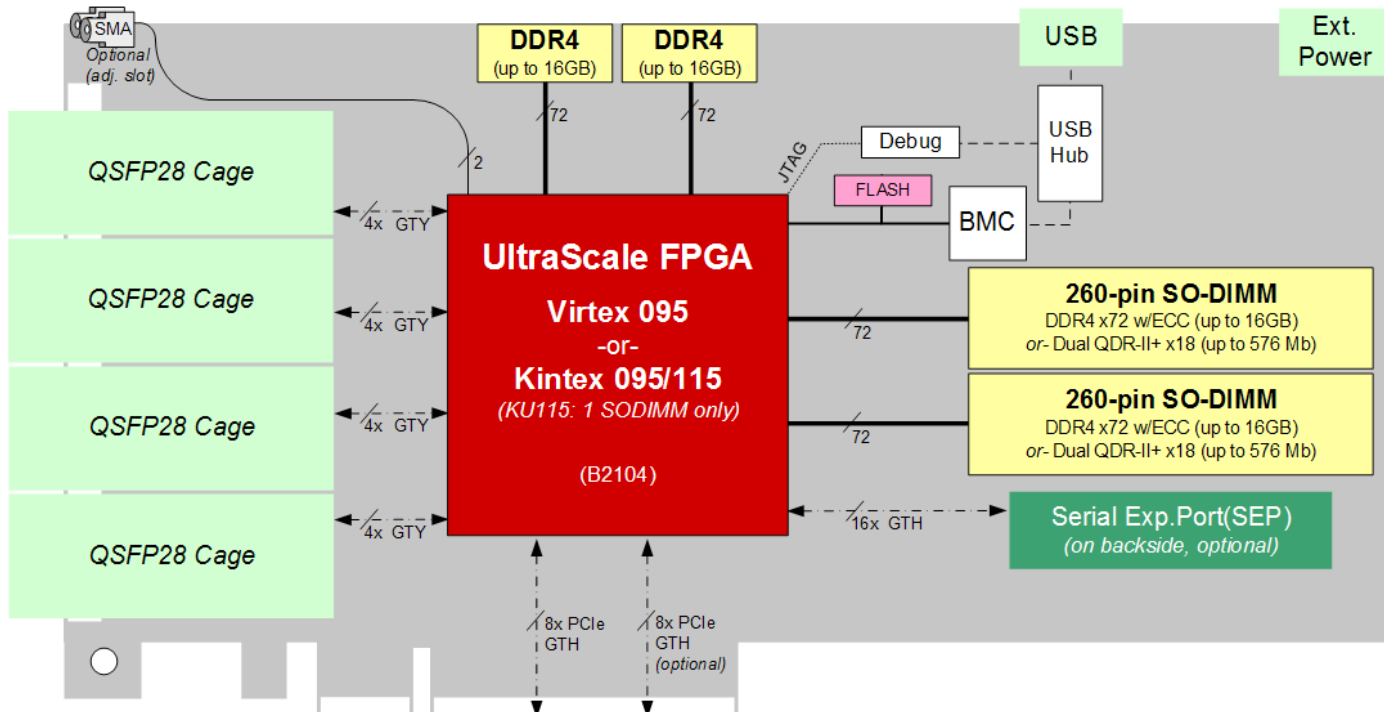 SMA
Optional
(adj. slot)
DDR4
(up to 16GB)
DDR4
(up to 16GB)
USB
Ext.
Power
72
72
2
JTAG
Debug
USB
Hub
FLASH
BMC
QSFP28 Cage
4x GTY
QSFP28 Cage
4x GTY
QSFP28 Cage
4x GTY
QSFP28 Cage
4x GTY
UltraScale FPGA
Virtex 095
-or-
Kintex 095/115
(KU115: 1 SODIMM only)
(B2104)
72
260-pin SO-DIMM
DDR4 x72 w/ECC (up to 16GB)
or- Dual QDR-II+ x18 (up to 576 Mb)
72
260-pin SO-DIMM
DDR4 x72 w/ECC (up to 16GB)
or- Dual QDR-II+ x18 (up to 576 Mb)
16x GTH
Serial Exp.Port(SEP)
(on backside, optional)
8x PCIe
GTH
8x PCIe
GTH
(optional)